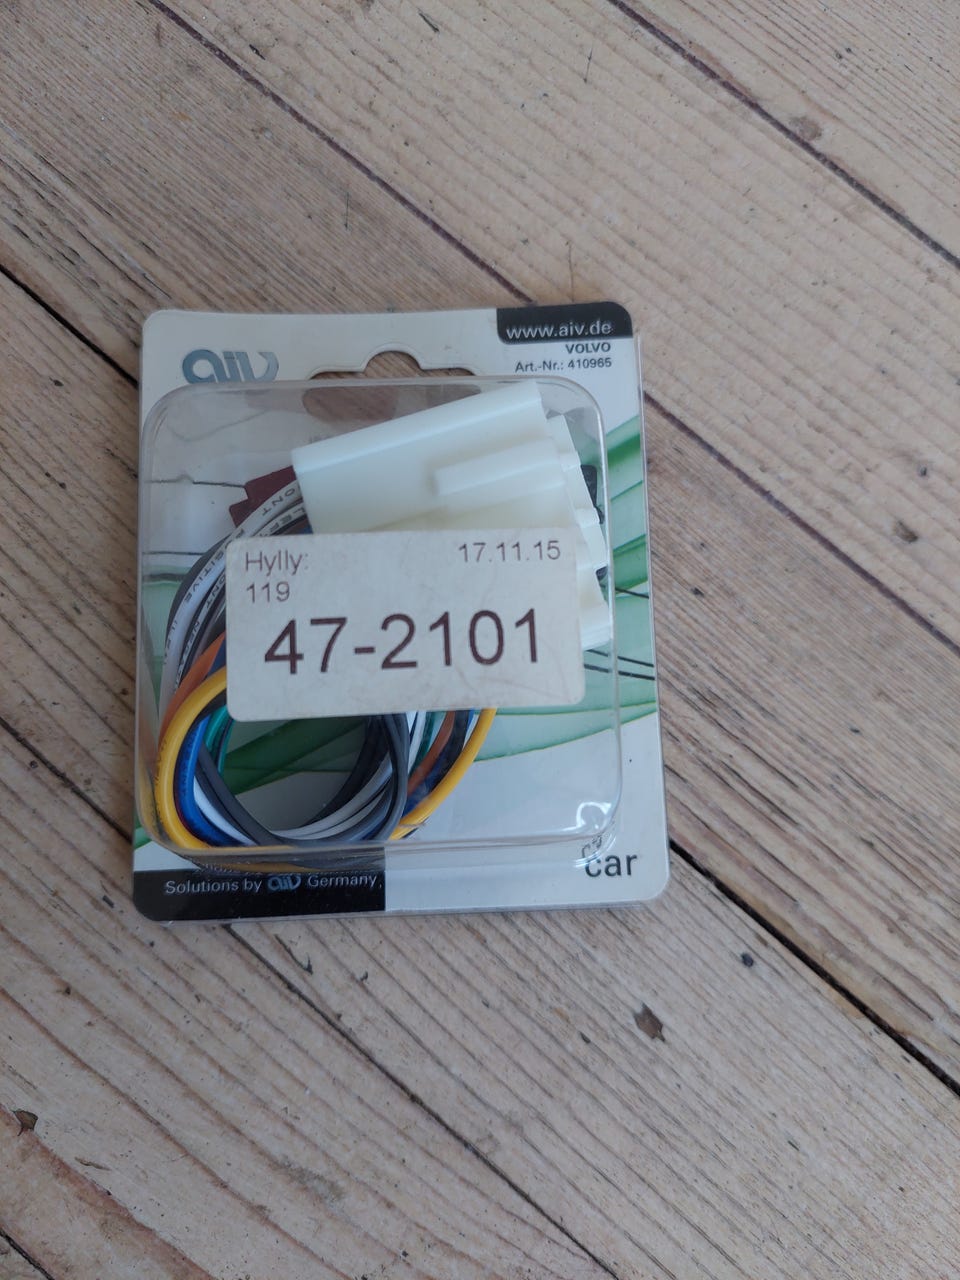 www.aiv.de
aiv
VOLVO
Art.-Nr.: 410965
Hylly:
17.11.15
119
47-2101
car
Solutions by aiv Germany